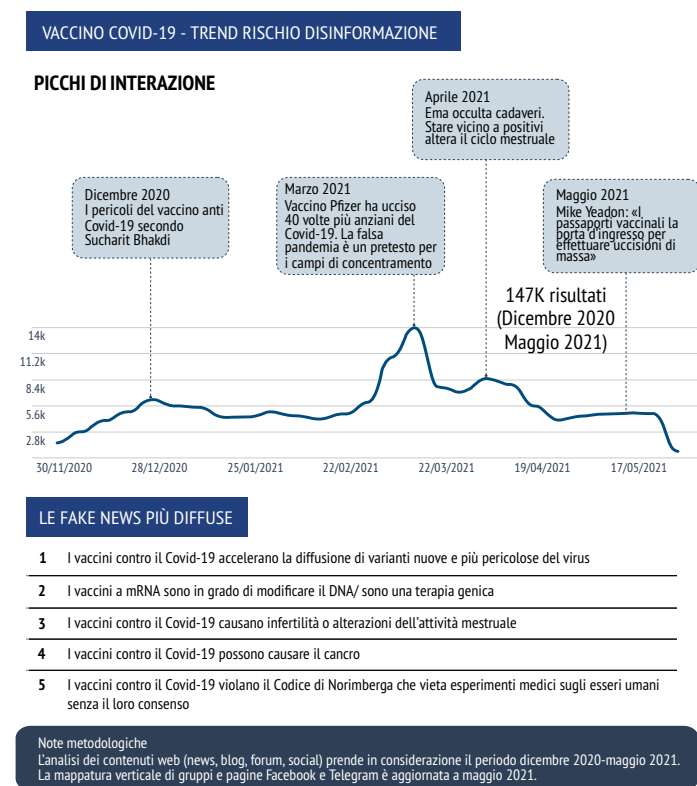 VACCINO COVID-19 - TREND RISCHIO DISINFORMAZIONE
PICCHI DI INTERAZIONE
Aprile 2021
Ema occulta cadaveri.
Stare vicino a positivi
altera il ciclo mestruale
Dicembre 2020
I pericoli del vaccino anti
Covid-19 secondo
Sucharit Bhakdi
Marzo 2021
Vaccino Pfizer ha ucciso
40 volte più anziani del
Covid-19. La falsa
pandemia è un pretesto per
i campi di concentramento
Maggio 2021
Mike Yeadon: «I
passaporti vaccinali la
porta d'ingresso per
effettuare uccisioni di
massa»
147K risultati
(Dicembre 2020
Maggio 2021)
14k
11.2k
8.4k
5.6k
2.8k
30/11/2020
28/12/2020
25/01/2021
22/02/2021
22/03/2021
19/04/2021
17/05/2021
LE FAKE NEWS PIÙ DIFFUSE
1 I vaccini contro il Covid-19 accelerano la diffusione di varianti nuove e più pericolose del virus
2 I vaccini a mRNA sono in grado di modificare il DNA/ sono una terapia genica
3 I vaccini contro il Covid-19 causano infertilità o alterazioni dell'attività mestruale
4 I vaccini contro il Covid-19 possono causare il cancro
5 I vaccini contro il Covid-19 violano il Codice di Norimberga che vieta esperimenti medici sugli esseri umani
senza il loro consenso
Note metodologiche
L'analisi dei contenuti web (news, blog, forum, social) prende in considerazione il periodo dicembre 2020-maggio 2021.
La mappatura verticale di gruppi e pagine Facebook e Telegram è aggiornata a maggio 2021.